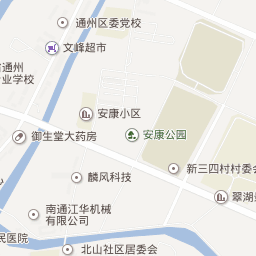 通州区委党校
文峰超市
通州
业学校
安康小区
御生堂大药房
安康公园
新三四村村委会
麟风科技
翠湖
南通江华机械
有限公司
民医院
北山社区居委会